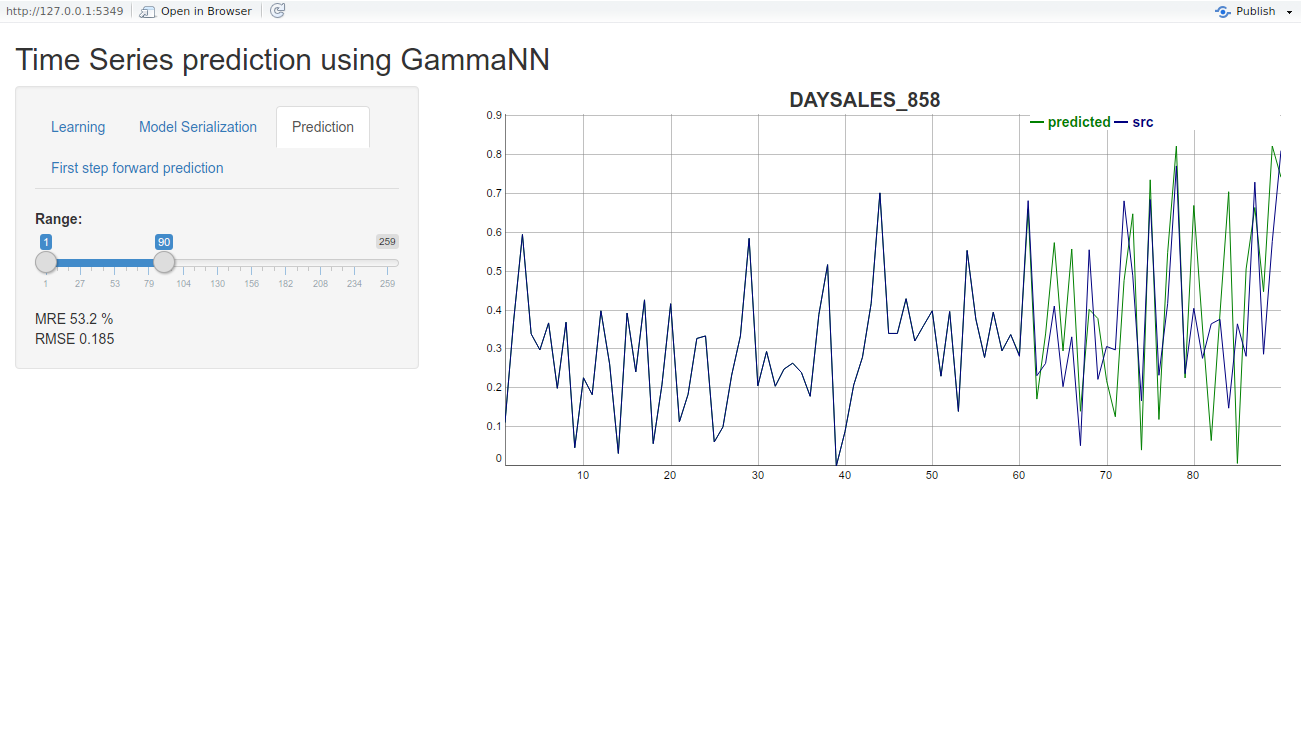 http://127.0.0.1:5349 Open in Browser Publish
Time Series prediction using GammaNN
Learning Model Serialization Prediction
First step forward prediction
Range:
1 90 259
1 27 53 79 104 130 156 182 208 234 259
MRE 53.2 %
RMSE 0.185
DAYSALES_858
predicted src
0.9
0.8
0.7
0.6
0.5
0.4
0.3
0.2
0.1
0
10 20 30 40 50 60 70 80